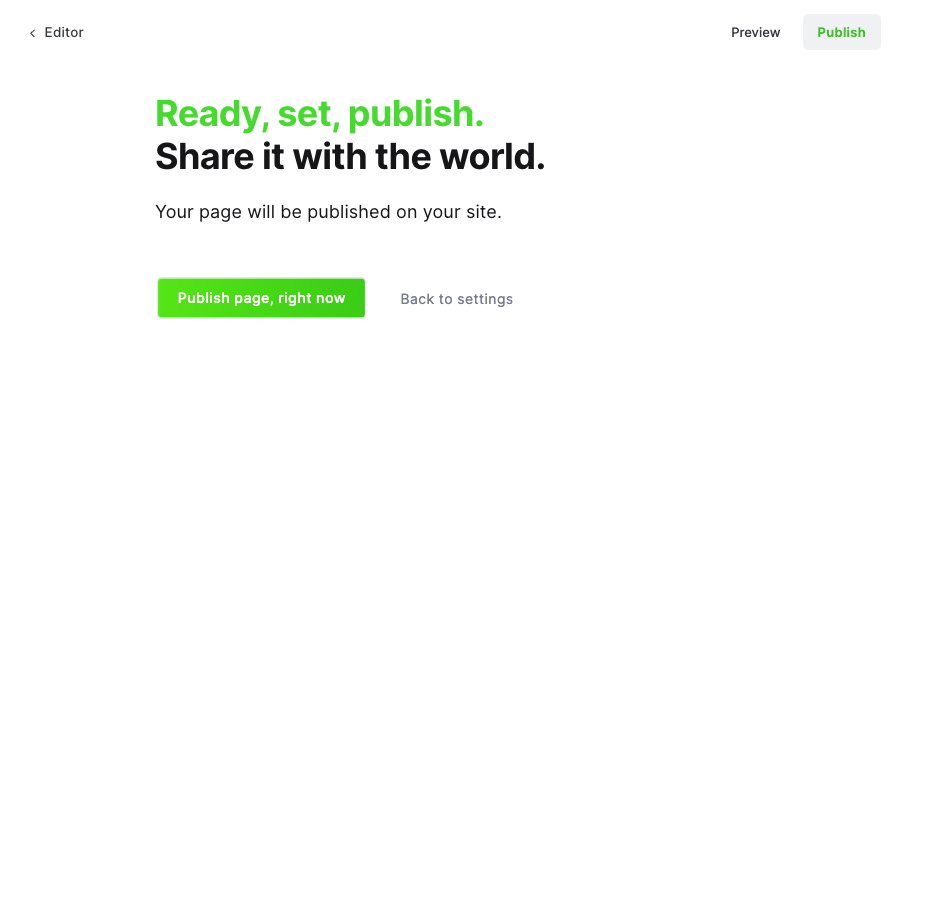 Editor
Preview
Publish
Ready, set, publish.
Share it with the world.
Your page will be published on your site.
Publish page, right now
Back to settings